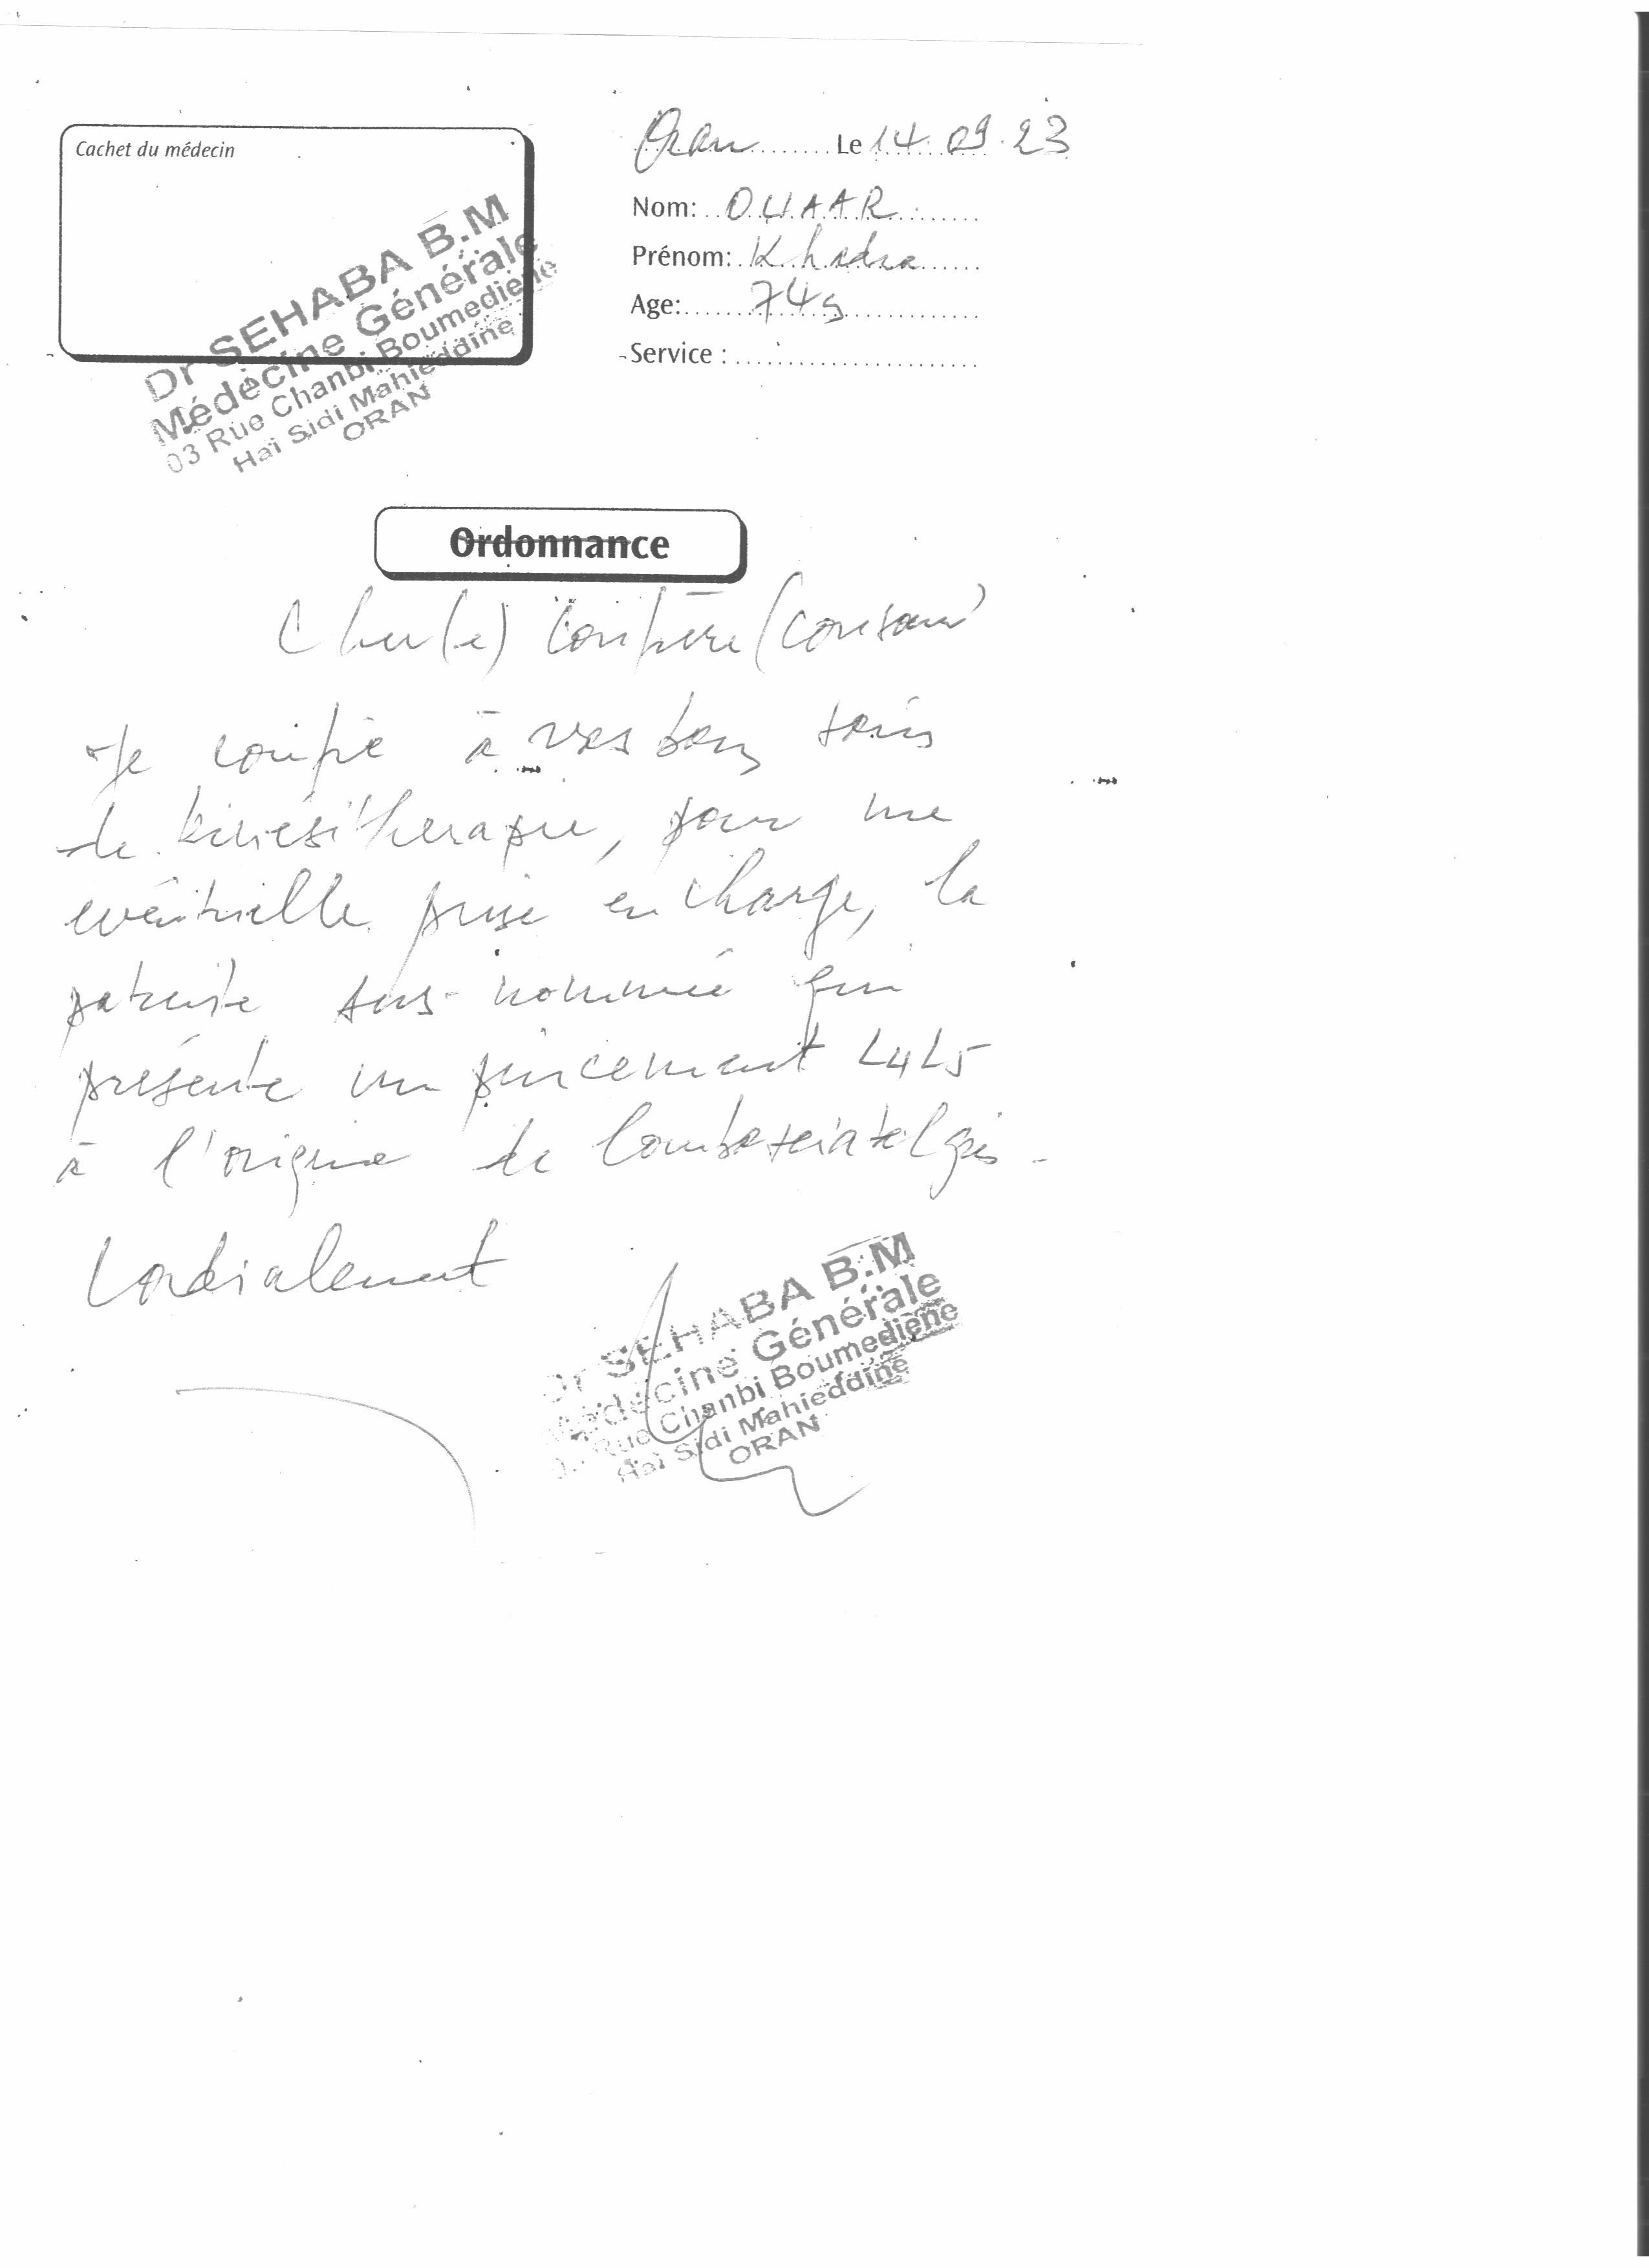 Cachet du médecin
Dr SEHABA B.M
Médecine Générale
03 Rue Chanbi Boumediene
Hai Sidi Mahieddine
ORAN
Oran Le 14.09.23
Nom: OUAAR
Prénom: Khadra
Age: 74
Service :
Ordonnance
Cher(e) confrère (consœur)
Je confie à vos bons soins
de kinésithérapie, pour une
éventuelle prise en charge, la
patiente sus-nommée qui
présente un pincement L4L5
à l'origine de lombosciatalgies.
Cordialement
Dr SEHABA B.M
Médecine Générale
Rue Chanbi Boumediene
Hai Sidi Mahieddine
ORAN